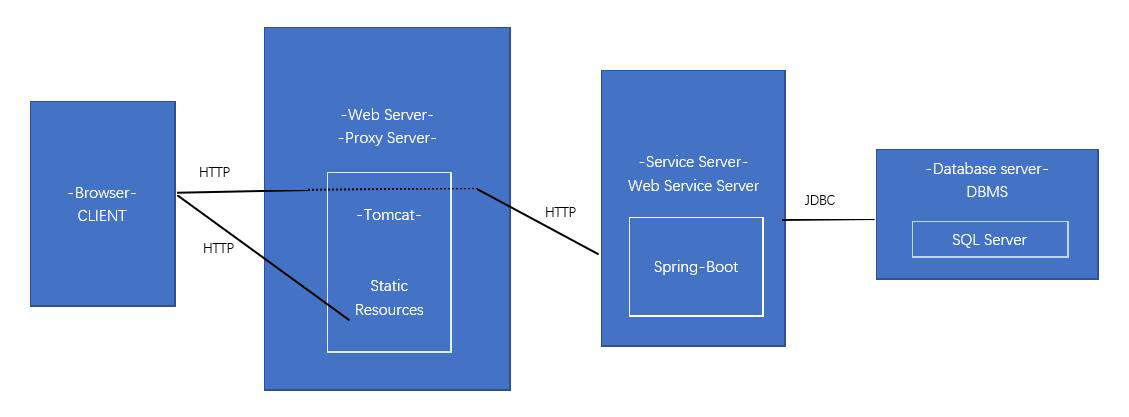 -Browser-
CLIENT
HTTP
HTTP
-Web Server-
-Proxy Server-
-Tomcat-
Static
Resources
HTTP
-Service Server-
Web Service Server
Spring-Boot
JDBC
-Database server-
DBMS
SQL Server